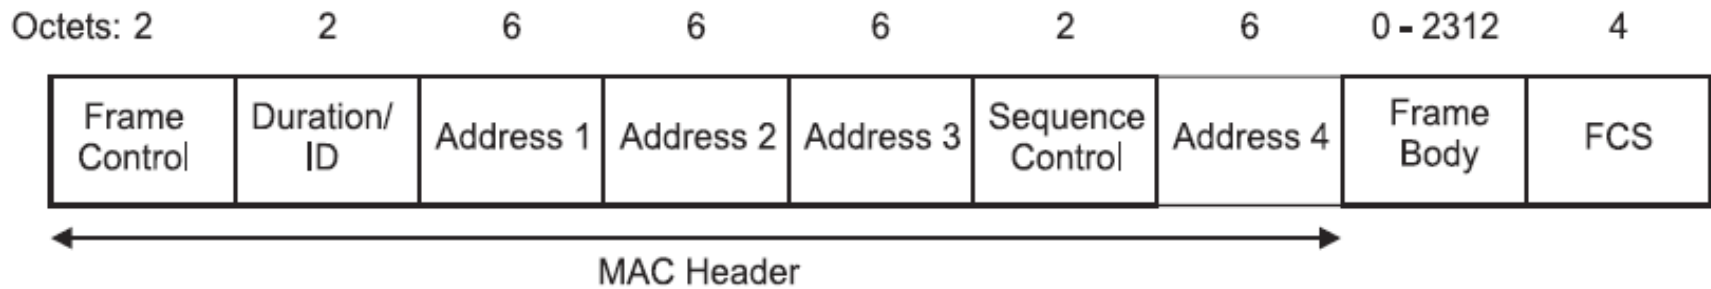 Octets: 2 2 6 6 6 2 6 0 - 2312 4
Frame Control
Duration/ ID
Address 1
Address 2
Address 3
Sequence Control
Address 4
Frame Body
FCS
MAC Header